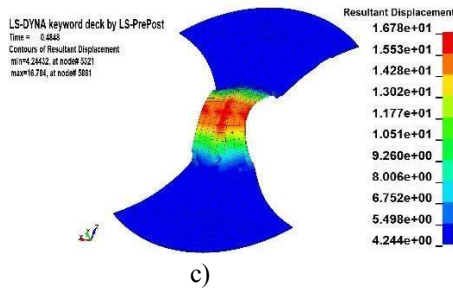 LS-DYNA keyword deck by LS-PrePost
Time = 0.4848
Contours of Resultant Displacement
min=4.24432, at node# 5321
max=16.784, at node# 5881
Resultant Displacement
1.678e+01
1.553e+01
1.428e+01
1.302e+01
1.177e+01
1.051e+01
9.260e+00
8.006e+00
6.752e+00
5.498e+00
4.244e+00
c)